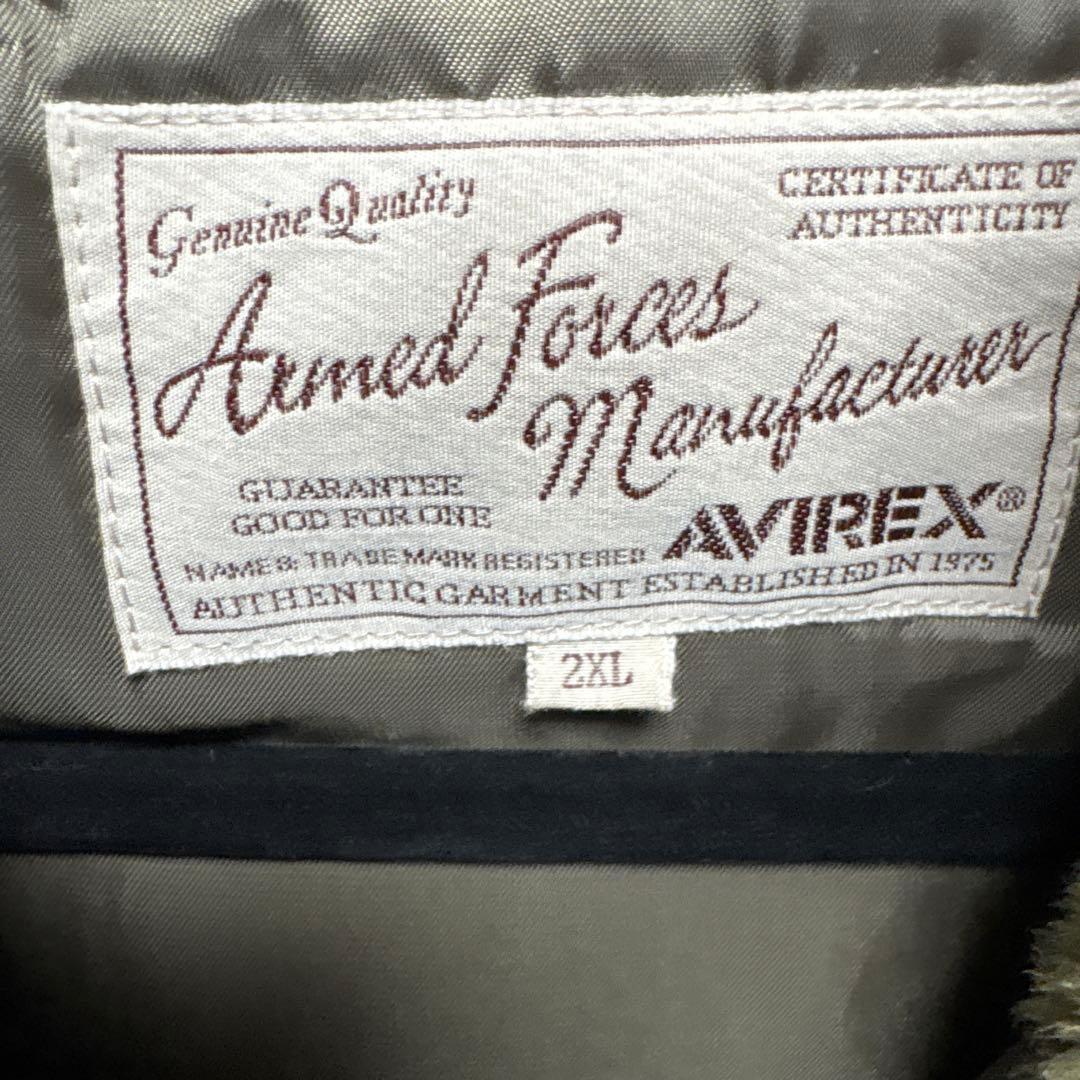 Genuine Quality
CERTIFICATE OF
AUTHENTICITY
Armed Forces
Manufacturer
GUARANTEE
GOOD FOR ONE
AVIREX®
NAME & TRADE MARK REGISTERED
AUTHENTIC GARMENT ESTABLISHED IN 1975
2XL